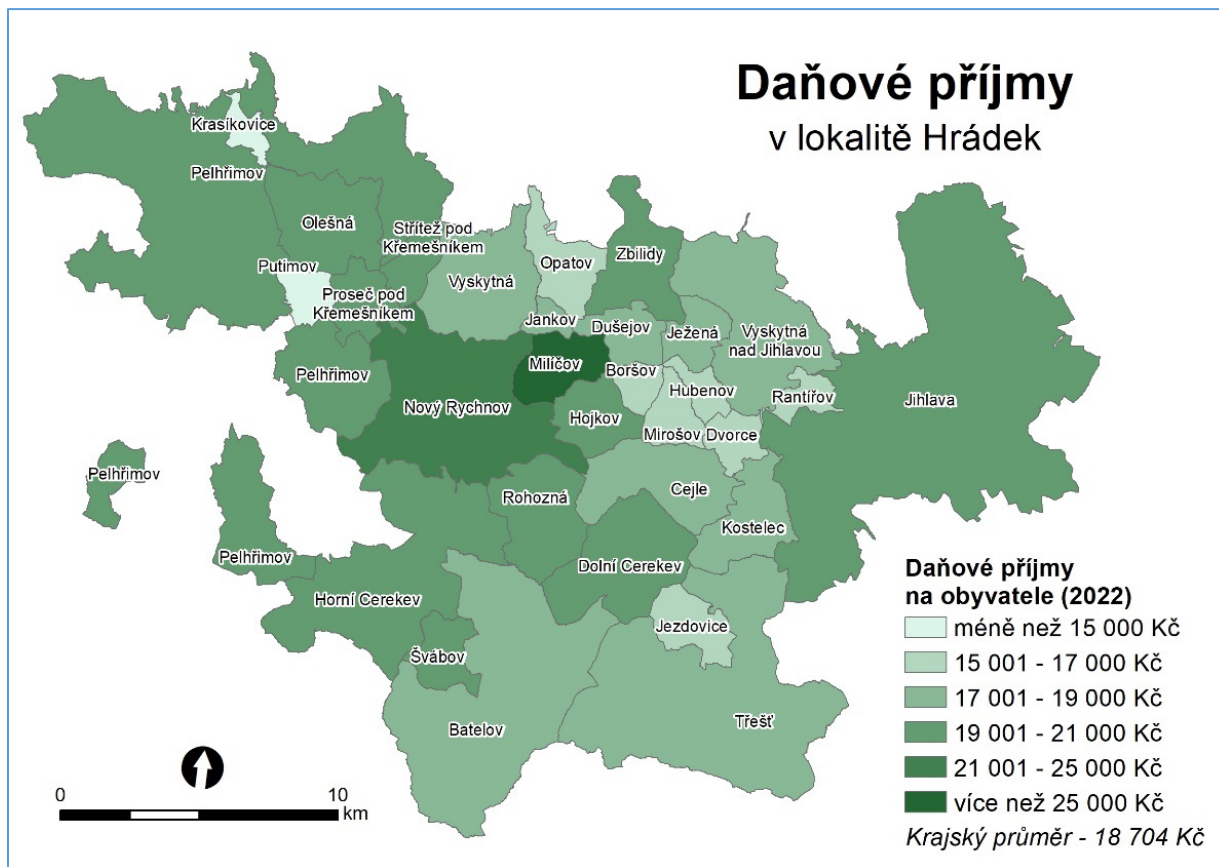 Daňové příjmy
v lokalitě Hrádek
Krasíkovice
Pelhřimov
Olešná
Střítež pod
Křemešníkem
Zbilidy
Opatov
Putimov
Vyskytná
Proseč pod
Křemešníkem
Jankov
Dušejov
Ježená
Vyskytná
nad Jihlavou
Milíčov
Boršov
Pelhřimov
Hubenov
Rantířov
Jihlava
Nový Rychnov
Hojkov
Mirošov
Dvorce
Pelhřimov
Cejle
Rohozná
Kostelec
Pelhřimov
Dolní Cerekev
Horní Cerekev
Jezdovice
Švábov
Batelov
Třešť
Daňové příjmy
na obyvatele (2022)
méně než 15 000 Kč
15 001 - 17 000 Kč
17 001 - 19 000 Kč
19 001 - 21 000 Kč
21 001 - 25 000 Kč
více než 25 000 Kč
Krajský průměr - 18 704 Kč
0 10
km